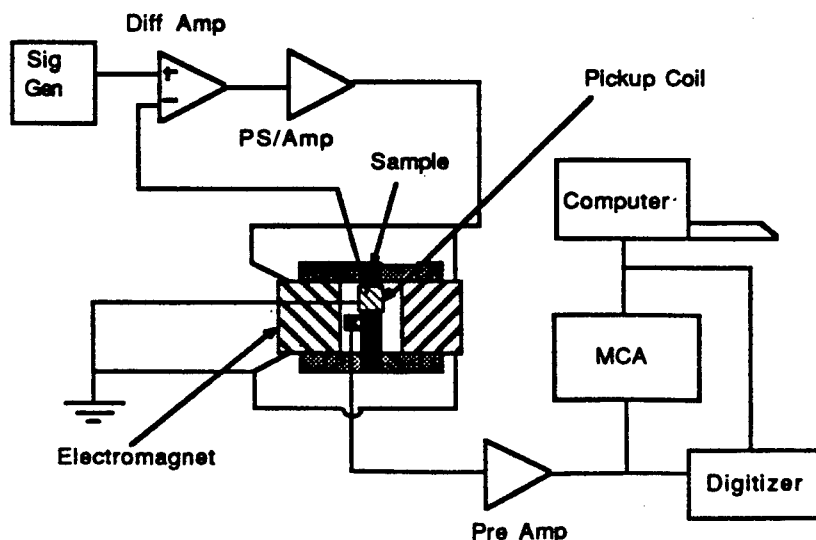 Diff Amp
Sig
Gen
+
−
PS/Amp
Pickup Coil
Sample
Computer
MCA
Electromagnet
Digitizer
Pre Amp